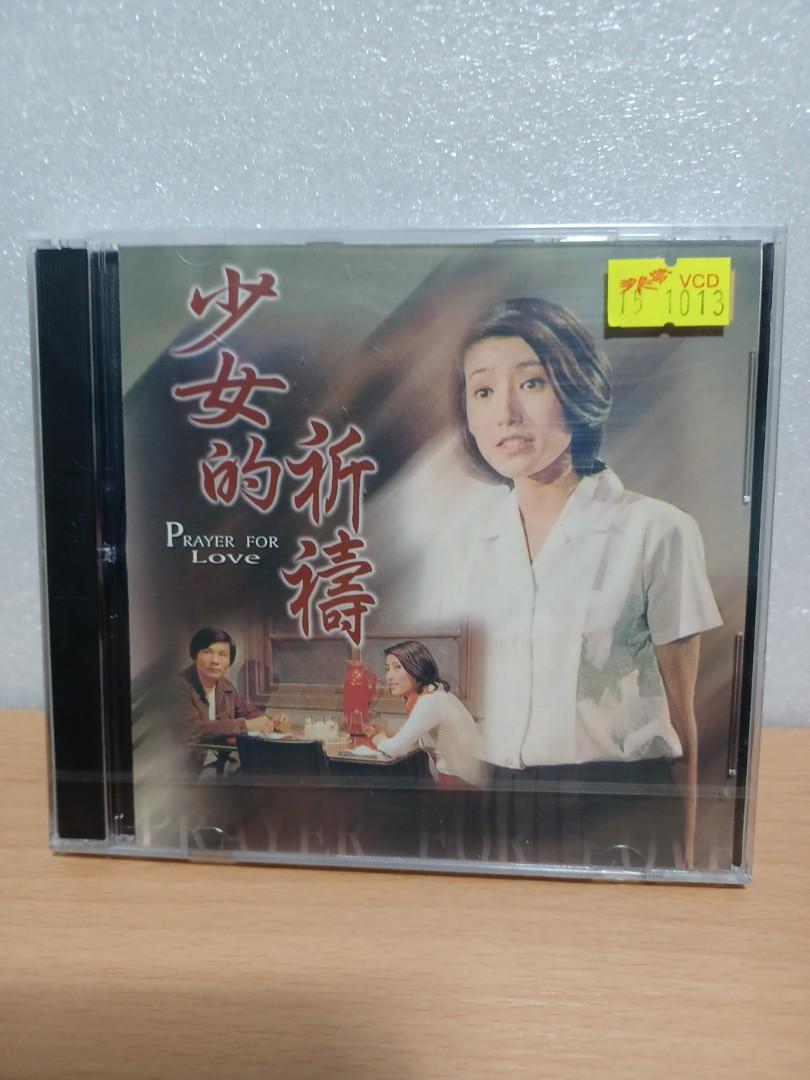 少女的
祈禱
PRAYER FOR
LOVE
VCD
15 1013
PRAYER FOR LOVE